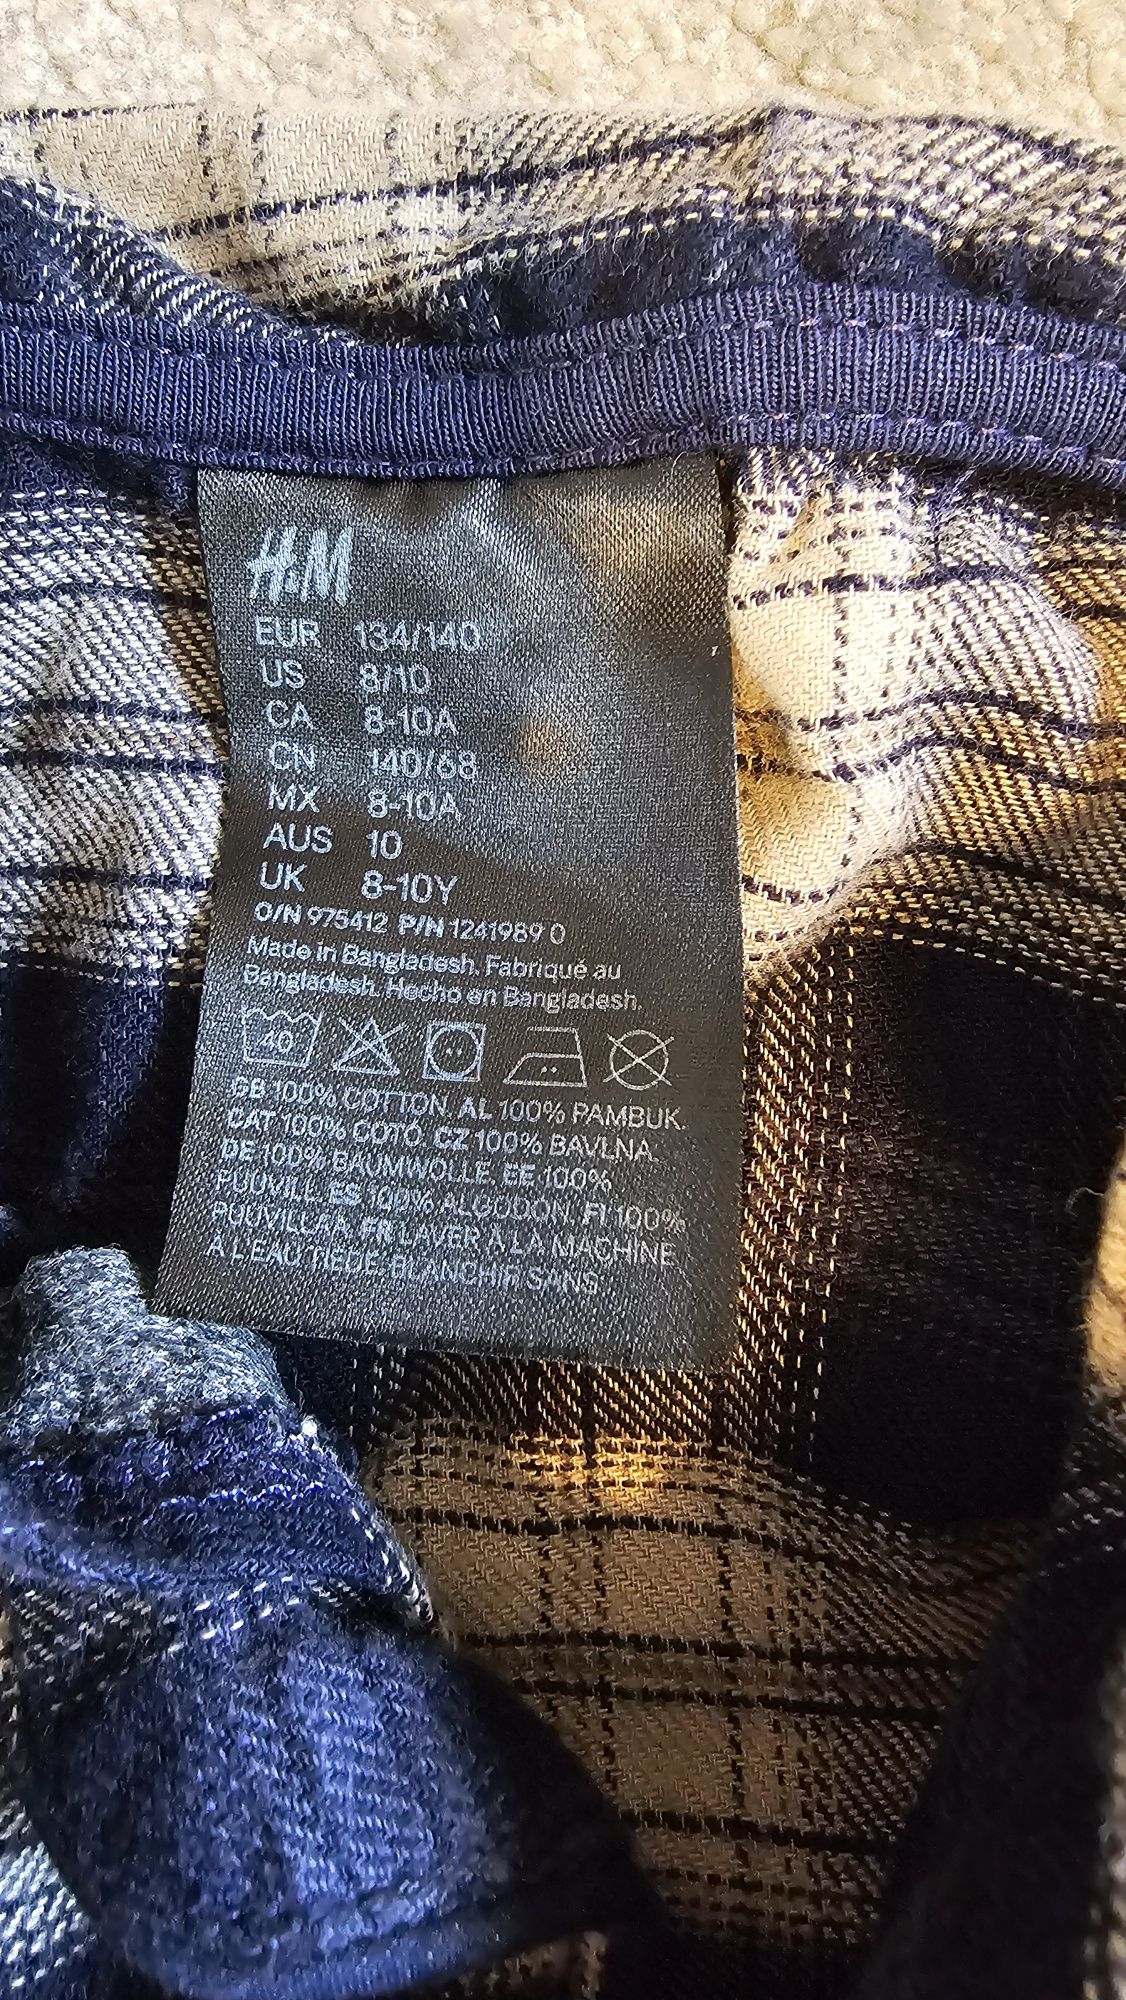 H&M
EUR 134/140
US 8/10
CA 8-10A
CN 140/68
MX 8-10A
AUS 10
UK 8-10Y
O/N 975412 P/N 1241989 0
Made in Bangladesh. Fabriqué au
Bangladesh. Hecho en Bangladesh.
40
GB 100% COTTON. AL 100% PAMBUK.
CAT 100% COTÓ. CZ 100% BAVLNA.
DE 100% BAUMWOLLE. EE 100%
PUUVILL. ES 100% ALGODON. FI 100%
PUUVILLAA. FR LAVER À LA MACHINE
À L'EAU TIÈDE. BLANCHIR SANS